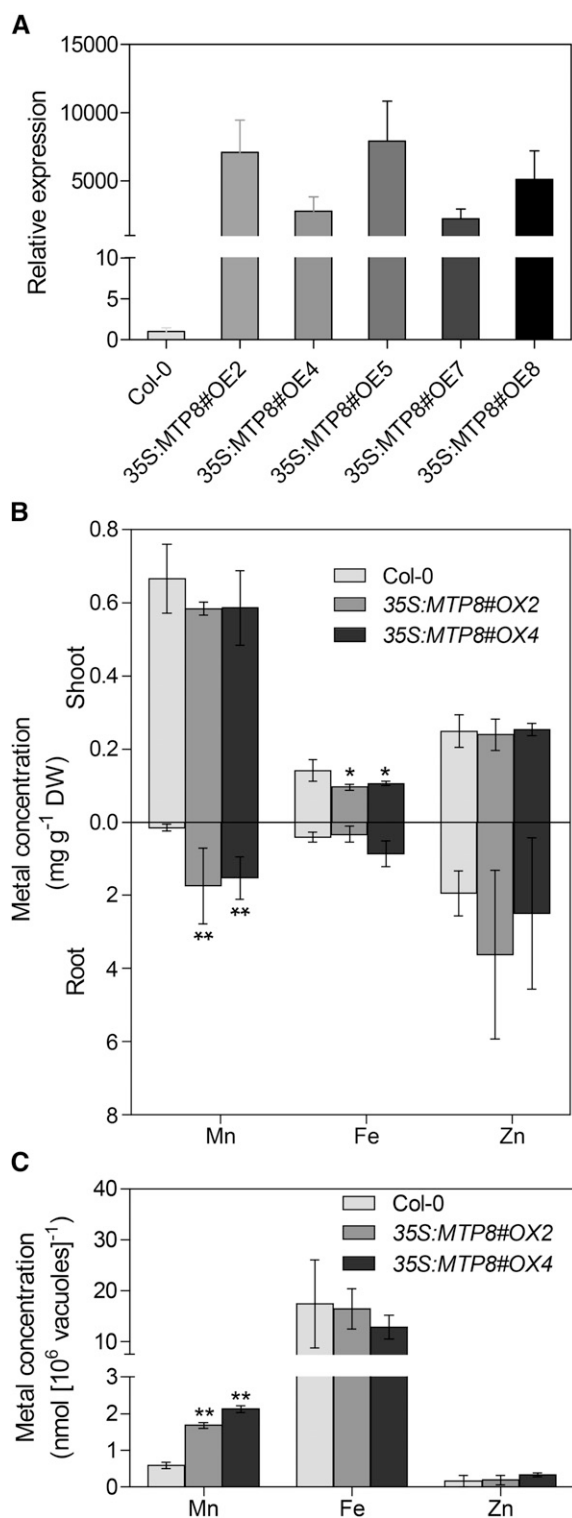 A
Relative expression
15000
10000
5000
10
5
0
Col-0
35S:MTP8#OE2
35S:MTP8#OE4
35S:MTP8#OE5
35S:MTP8#OE7
35S:MTP8#OE8
B
Metal concentration
(mg g⁻¹ DW)
Shoot
Root
0.8
0.6
0.4
0.2
0.0
2
4
6
8
Col-0
35S:MTP8#OX2
35S:MTP8#OX4
* *
** **
Mn Fe Zn
C
Metal concentration
(nmol [10⁶ vacuoles]⁻¹)
40
30
20
10
3
2
1
0
Col-0
35S:MTP8#OX2
35S:MTP8#OX4
** **
Mn Fe Zn